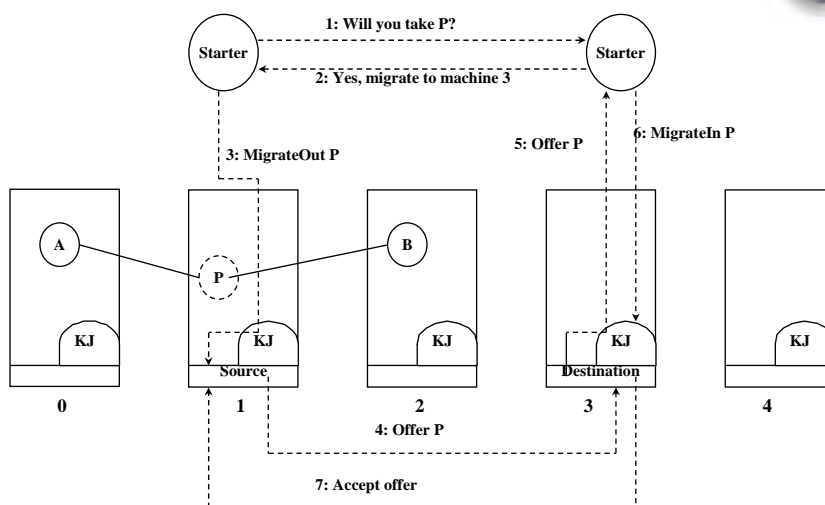 1: Will you take P?
Starter
Starter
2: Yes, migrate to machine 3
6: MigrateIn P
5: Offer P
3: MigrateOut P
A
B
P
KJ
KJ
KJ
KJ
KJ
Source
Destination
0
1
2
3
4
4: Offer P
7: Accept offer